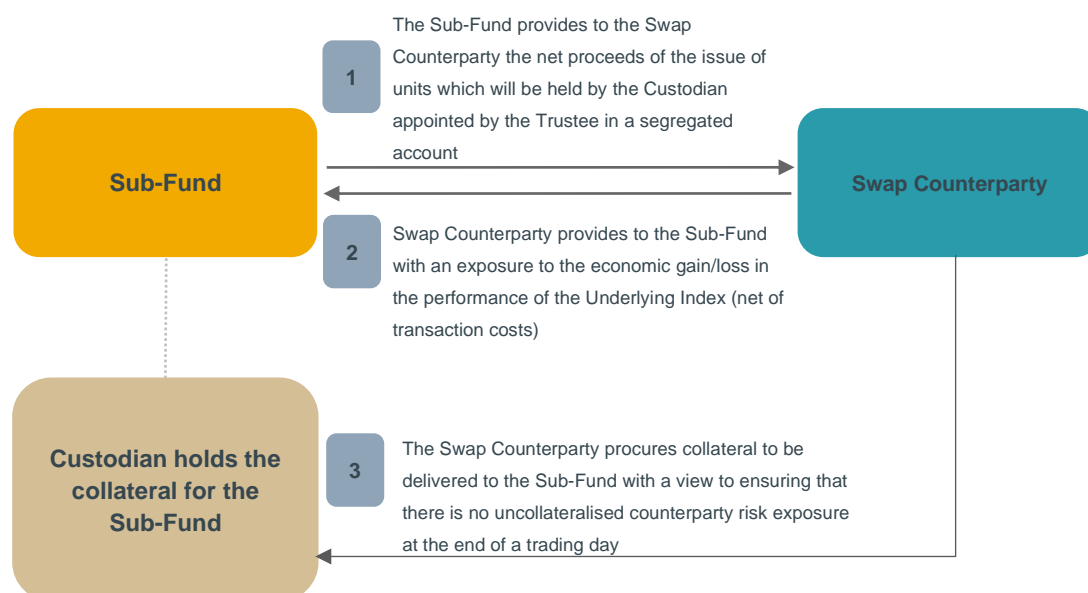 The Sub-Fund provides to the Swap
Counterparty the net proceeds of the issue of
units which will be held by the Custodian
appointed by the Trustee in a segregated
account
1
Sub-Fund
Swap Counterparty
2
Swap Counterparty provides to the Sub-Fund
with an exposure to the economic gain/loss in
the performance of the Underlying Index (net of
transaction costs)
Custodian holds the
collateral for the
Sub-Fund
3
The Swap Counterparty procures collateral to be
delivered to the Sub-Fund with a view to ensuring that
there is no uncollateralised counterparty risk exposure
at the end of a trading day